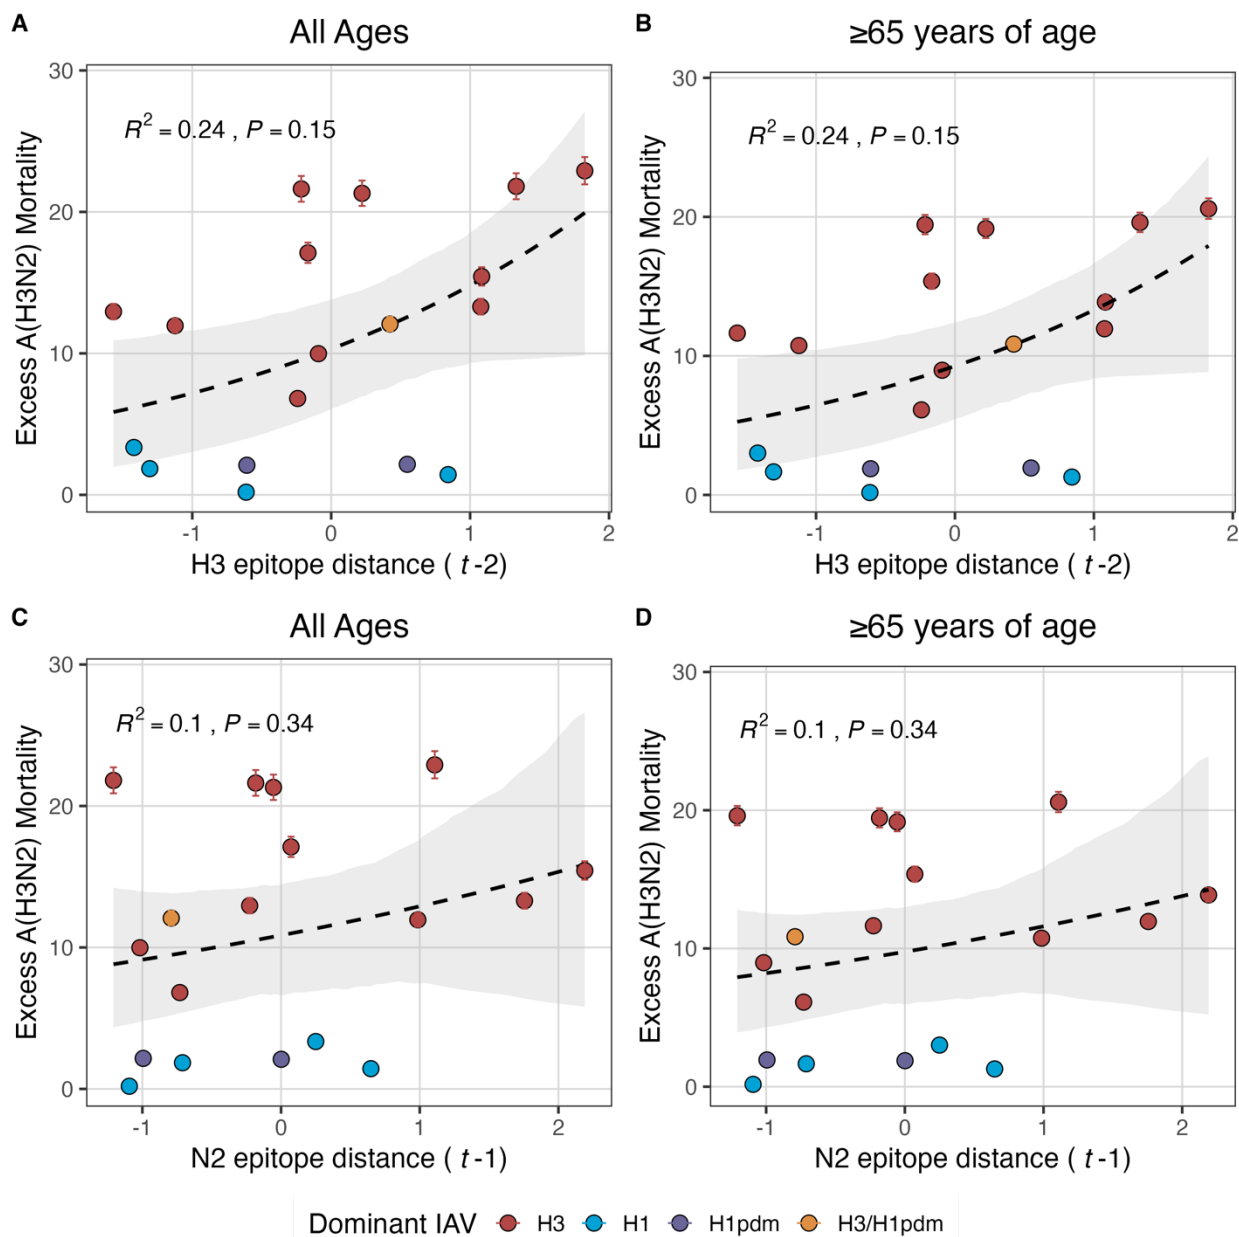 A
All Ages
Excess A(H3N2) Mortality
30
20
10
0
R² = 0.24 , P = 0.15
-1
0
1
2
H3 epitope distance ( t -2)
B
≥65 years of age
Excess A(H3N2) Mortality
30
20
10
0
R² = 0.24 , P = 0.15
-1
0
1
2
H3 epitope distance ( t -2)
C
All Ages
Excess A(H3N2) Mortality
30
20
10
0
R² = 0.1 , P = 0.34
-1
0
1
2
N2 epitope distance ( t -1)
D
≥65 years of age
Excess A(H3N2) Mortality
30
20
10
0
R² = 0.1 , P = 0.34
-1
0
1
2
N2 epitope distance ( t -1)
Dominant IAV H3 H1 H1pdm H3/H1pdm